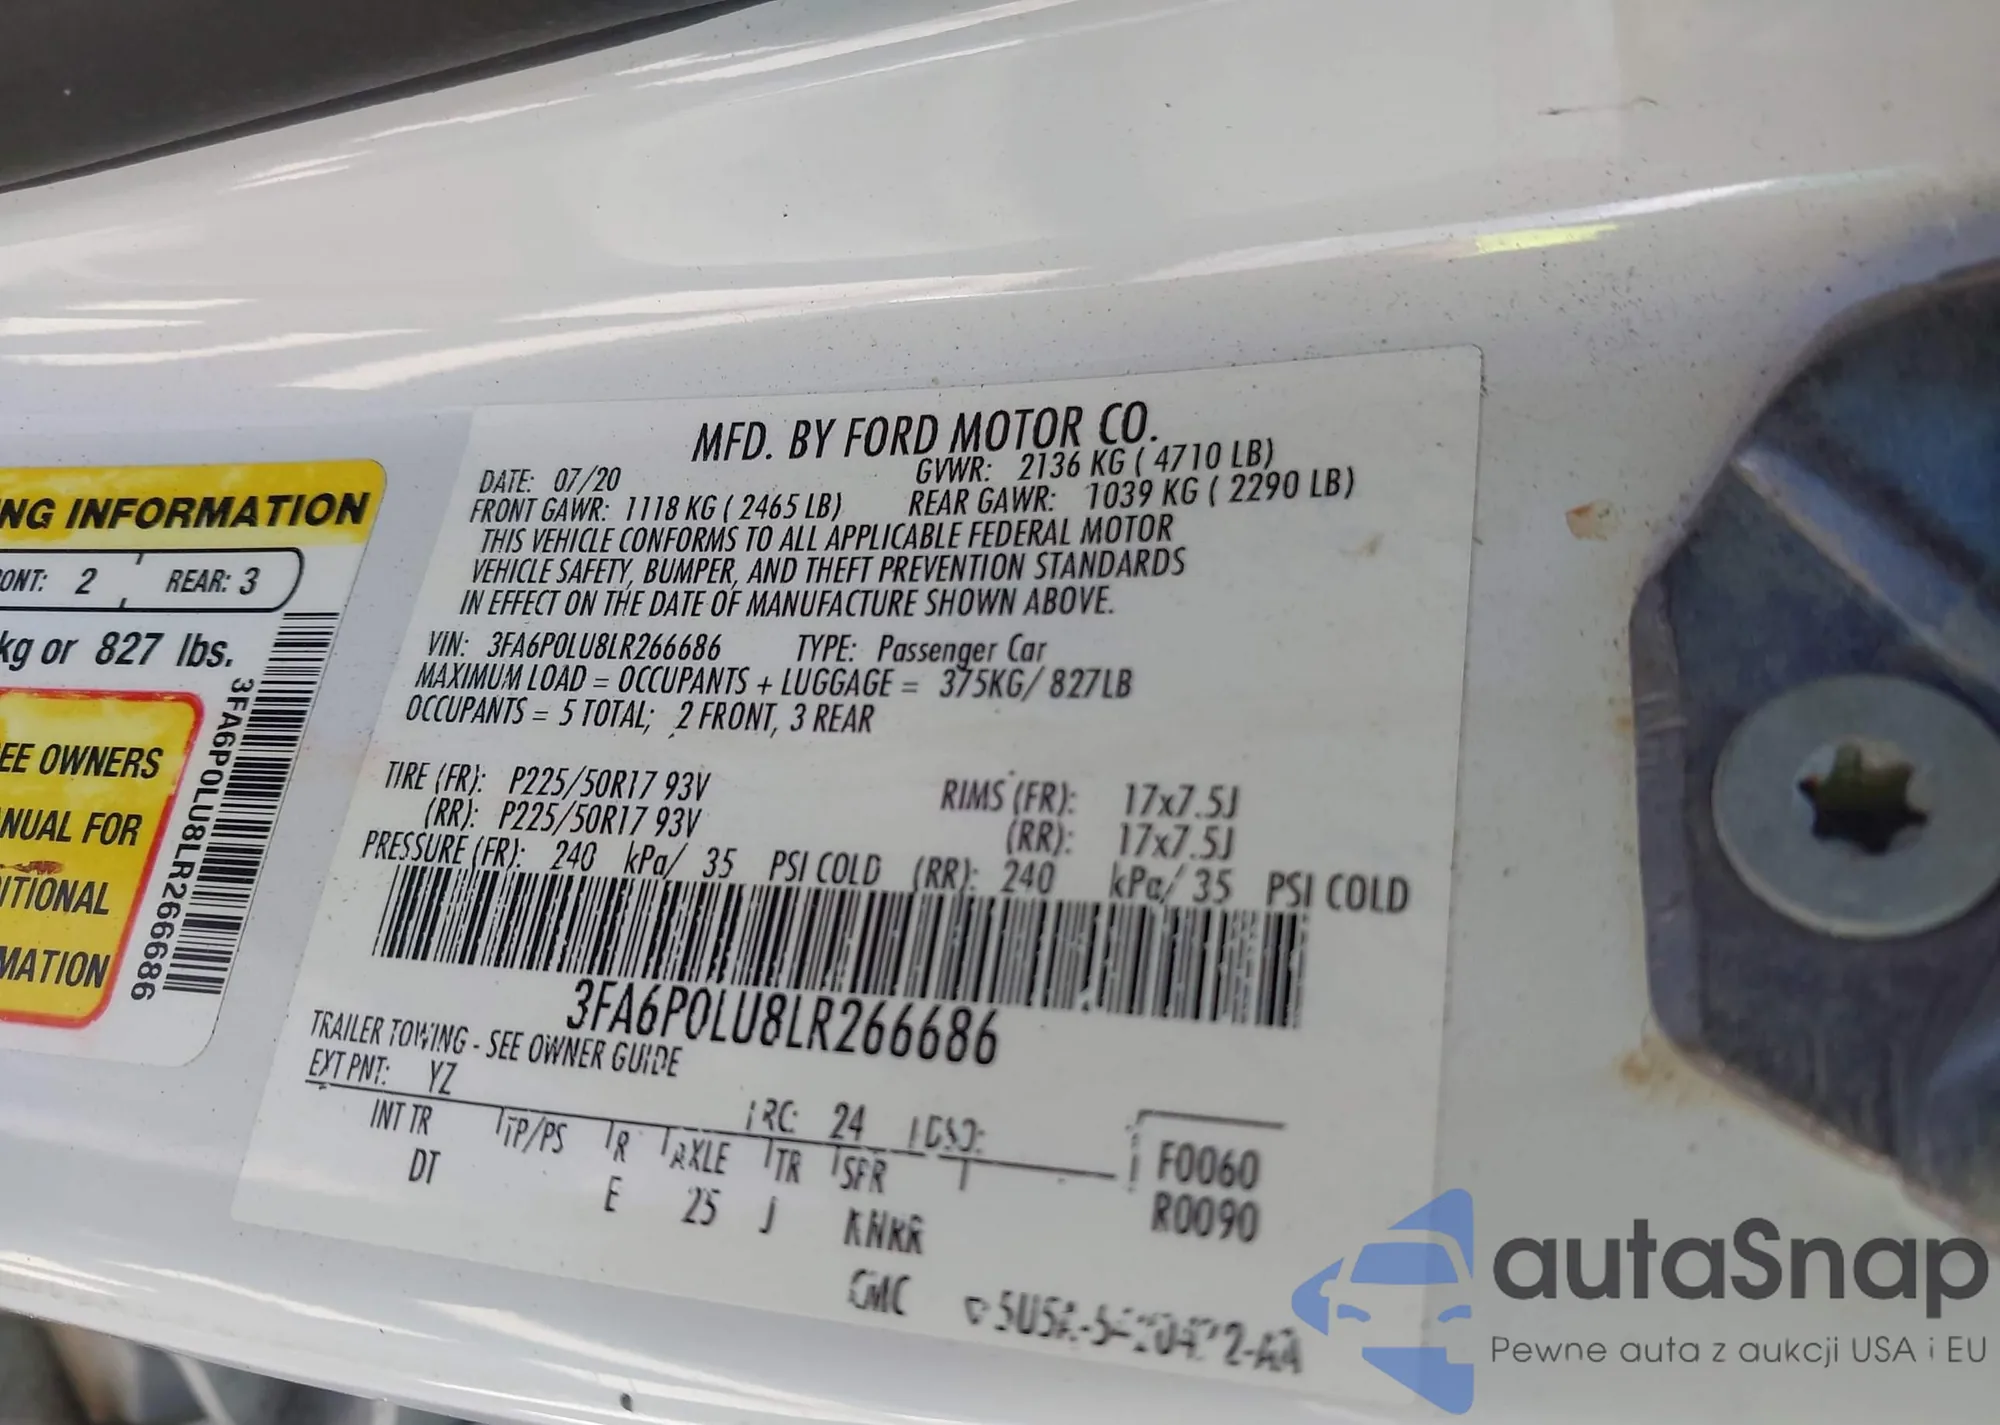 NG INFORMATION
ONT: 2 REAR: 3
kg or 827 lbs.
EE OWNERS
NUAL FOR
ITIONAL
MATION
3FA6P0LU8LR266686
MFD. BY FORD MOTOR CO.
DATE: 07/20 GVWR: 2136 KG ( 4710 LB)
FRONT GAWR: 1118 KG ( 2465 LB) REAR GAWR: 1039 KG ( 2290 LB)
THIS VEHICLE CONFORMS TO ALL APPLICABLE FEDERAL MOTOR
VEHICLE SAFETY, BUMPER, AND THEFT PREVENTION STANDARDS
IN EFFECT ON THE DATE OF MANUFACTURE SHOWN ABOVE.
VIN: 3FA6P0LU8LR266686 TYPE: Passenger Car
MAXIMUM LOAD = OCCUPANTS + LUGGAGE = 375KG/ 827LB
OCCUPANTS = 5 TOTAL; 2 FRONT, 3 REAR
TIRE (FR): P225/50R17 93V RIMS (FR): 17x7.5J
(RR): P225/50R17 93V (RR): 17x7.5J
PRESSURE (FR): 240 kPa/ 35 PSI COLD (RR): 240 kPa/ 35 PSI COLD
3FA6P0LU8LR266686
TRAILER TOWING - SEE OWNER GUIDE
EXT PNT: YZ RC: 24 DSO:
INT TR TP/PS R AXLE TR SPR F0060
DT E 25 J R0090
autaSnap
Pewne auta z aukcji USA i EU